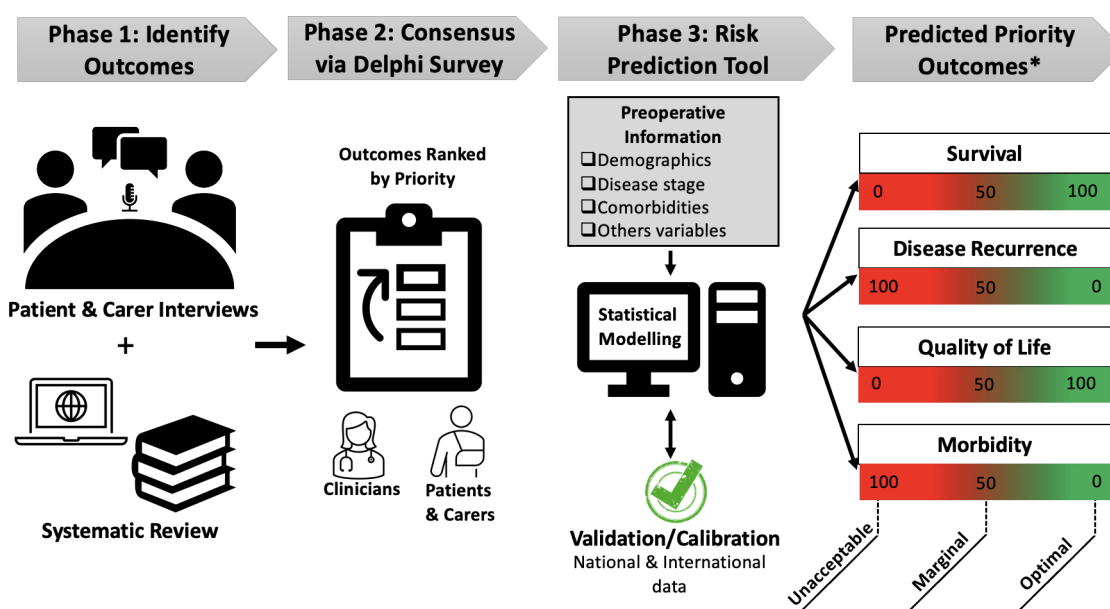 Phase 1: Identify
Outcomes
Phase 2: Consensus
via Delphi Survey
Phase 3: Risk
Prediction Tool
Predicted Priority
Outcomes*
Patient & Carer Interviews
+
Systematic Review
Outcomes Ranked
by Priority
Clinicians
Patients
& Carers
Preoperative
Information
❑Demographics
❑Disease stage
❑Comorbidities
❑Others variables
Statistical
Modelling
Validation/Calibration
National & International
data
Survival
0 50 100
Disease Recurrence
100 50 0
Quality of Life
0 50 100
Morbidity
100 50 0
Unacceptable
Marginal
Optimal